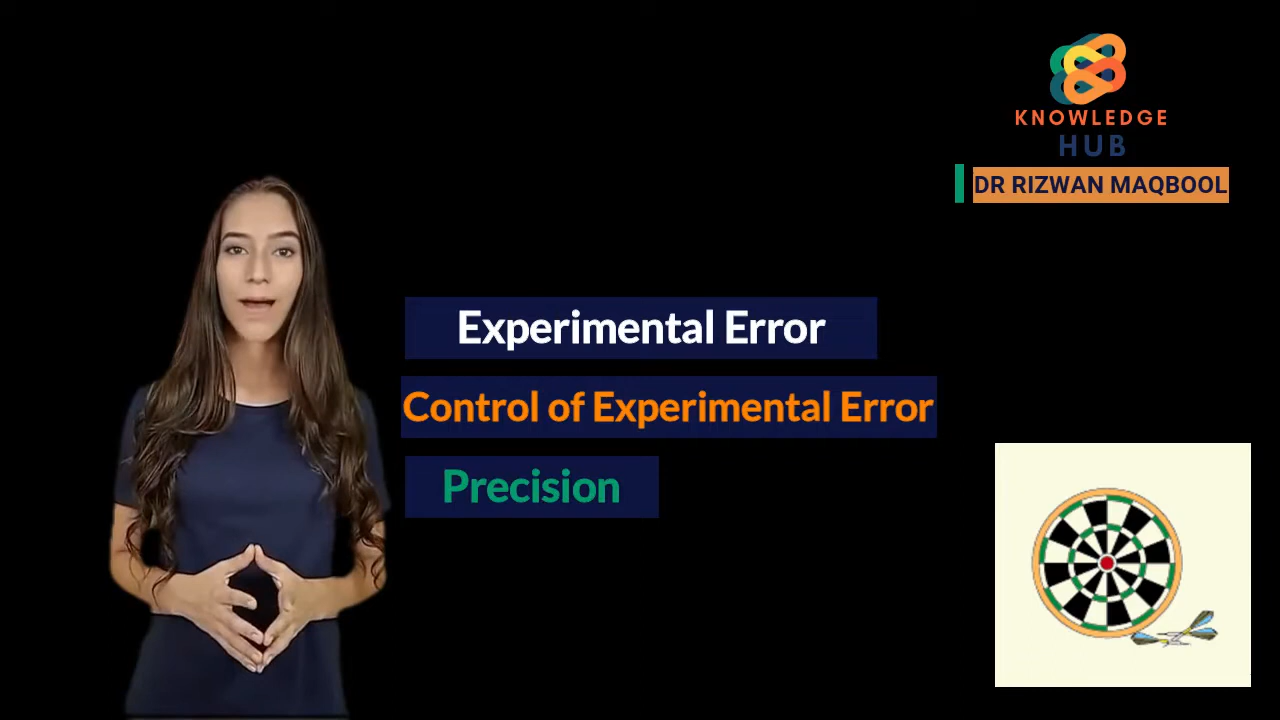 KNOWLEDGE
HUB
DR RIZWAN MAQBOOL
Experimental Error
Control of Experimental Error
Precision